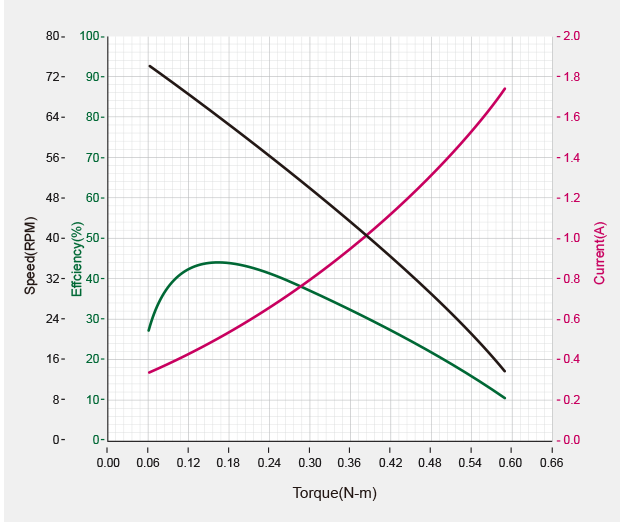 80- 100- - 2.0
72- 90- - 1.8
64- 80- - 1.6
56- 70- - 1.4
48- 60- - 1.2
40- 50- - 1.0
32- 40- - 0.8
24- 30- - 0.6
16- 20- - 0.4
8- 10- - 0.2
0- 0- - 0.0
Speed(RPM)
Effciency(%)
Current(A)
0.00 0.06 0.12 0.18 0.24 0.30 0.36 0.42 0.48 0.54 0.60 0.66
Torque(N-m)